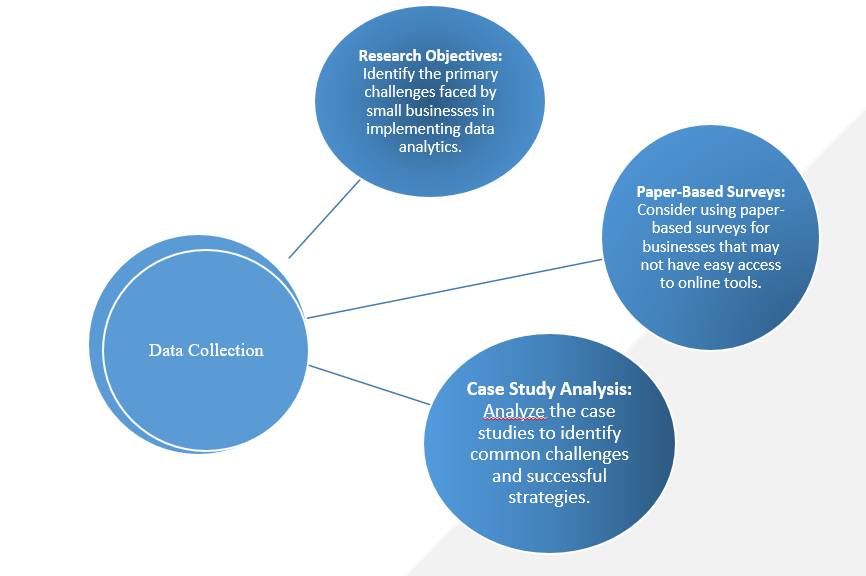 Research Objectives:
Identify the primary
challenges faced by
small businesses in
implementing data
analytics.
Paper-Based Surveys:
Consider using paper-
based surveys for
businesses that may
not have easy access
to online tools.
Data Collection
Case Study Analysis:
Analyze the case
studies to identify
common challenges
and successful
strategies.